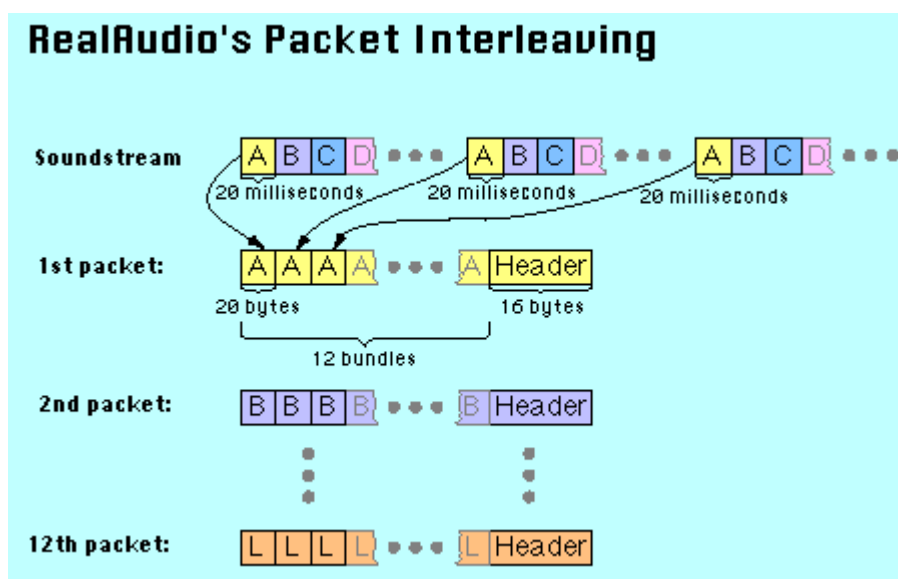 RealAudio's Packet Interleaving
Soundstream A B C D A B C D A B C D
20 milliseconds 20 milliseconds 20 milliseconds
1st packet: A A A A A Header
20 bytes 16 bytes
12 bundles
2nd packet: B B B B B Header
12th packet: L L L L L Header